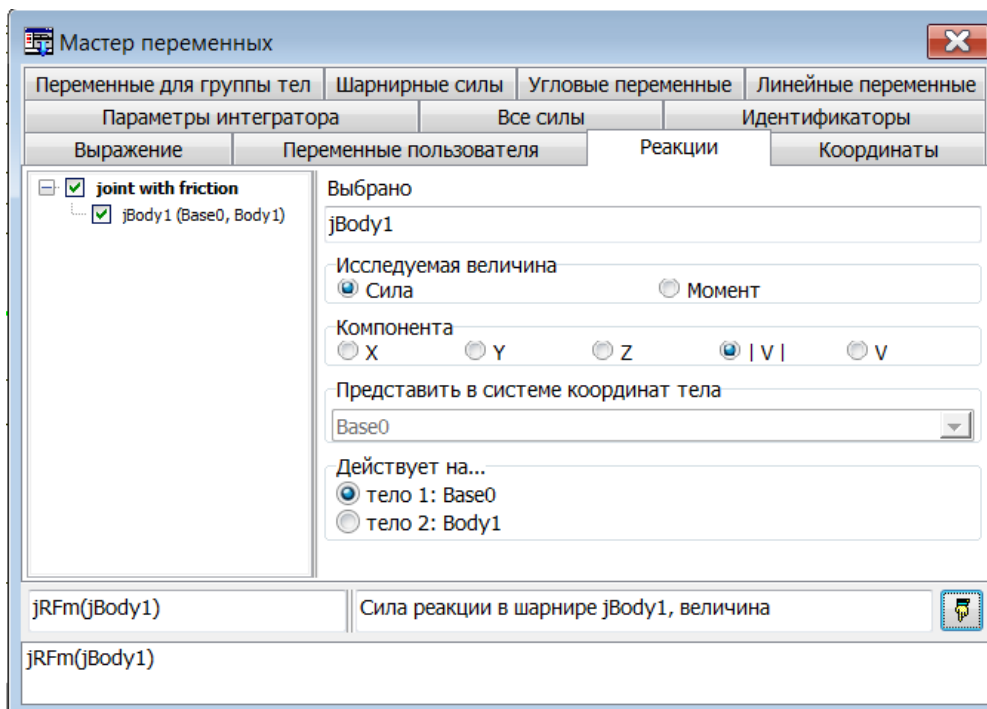 Мастер переменных
Переменные для группы тел Шарнирные силы Угловые переменные Линейные переменные
Параметры интегратора Все силы Идентификаторы
Выражение Переменные пользователя Реакции Координаты
joint with friction
jBody1 (Base0, Body1)
Выбрано
jBody1
Исследуемая величина
Сила Момент
Компонента
X Y Z | V | V
Представить в системе координат тела
Base0
Действует на...
тело 1: Base0
тело 2: Body1
jRFm(jBody1) Сила реакции в шарнире jBody1, величина
jRFm(jBody1)